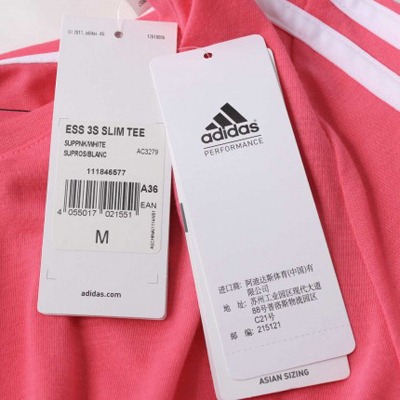 ESS 3S SLIM TEE
SUPPNK/WHITE
SUPROS/BLANC
AC3279
111846577
A36
EAN
4 055017 021551
M
adidas.com
adidas
PERFORMANCE
进口商: 阿迪达斯体育(中国)有
限公司
地 址: 苏州工业园区现代大道
88号普洛斯物流园区
C21号
邮 编: 215121
ASIAN SIZING